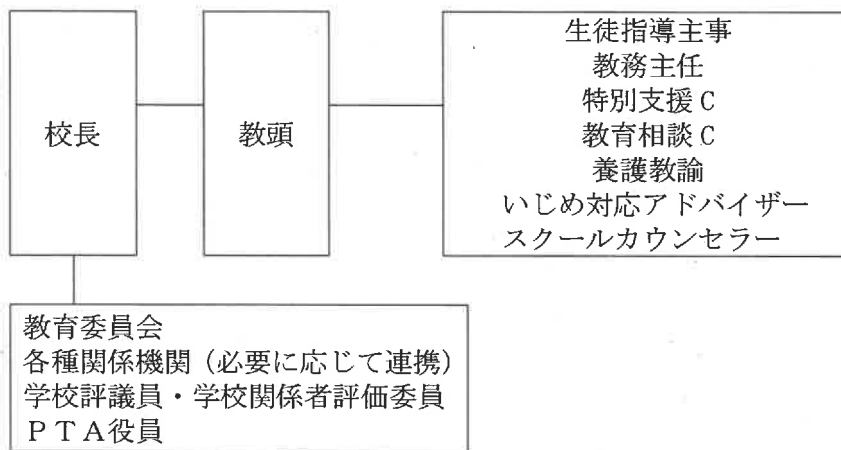 校長
教頭
生徒指導主事
教務主任
特別支援C
教育相談C
養護教諭
いじめ対応アドバイザー
スクールカウンセラー
教育委員会
各種関係機関（必要に応じて連携）
学校評議員・学校関係者評価委員
ＰＴＡ役員